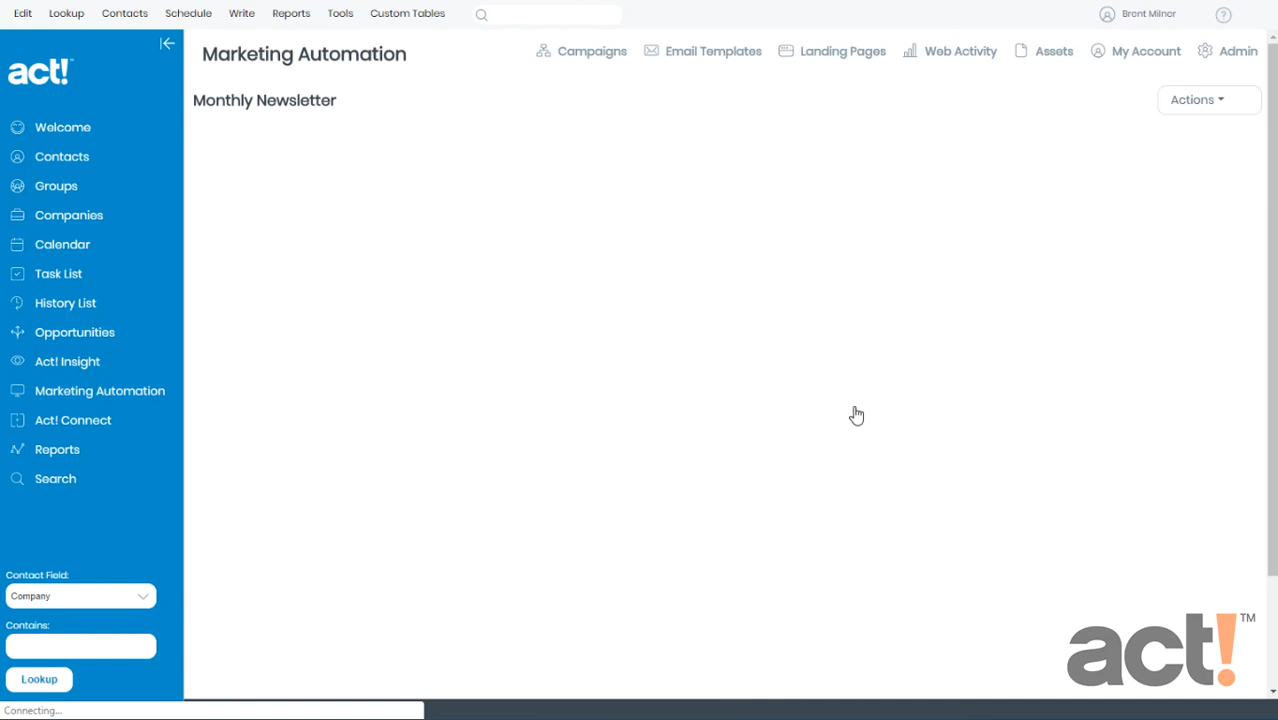 Edit Lookup Contacts Schedule Write Reports Tools Custom Tables Brent Milner ?
act!™
Marketing Automation
Campaigns Email Templates Landing Pages Web Activity Assets My Account Admin
Monthly Newsletter
Actions
Welcome
Contacts
Groups
Companies
Calendar
Task List
History List
Opportunities
Act! Insight
Marketing Automation
Act! Connect
Reports
Search
Contact Field:
Company
Contains:
Lookup
act!™
Connecting...